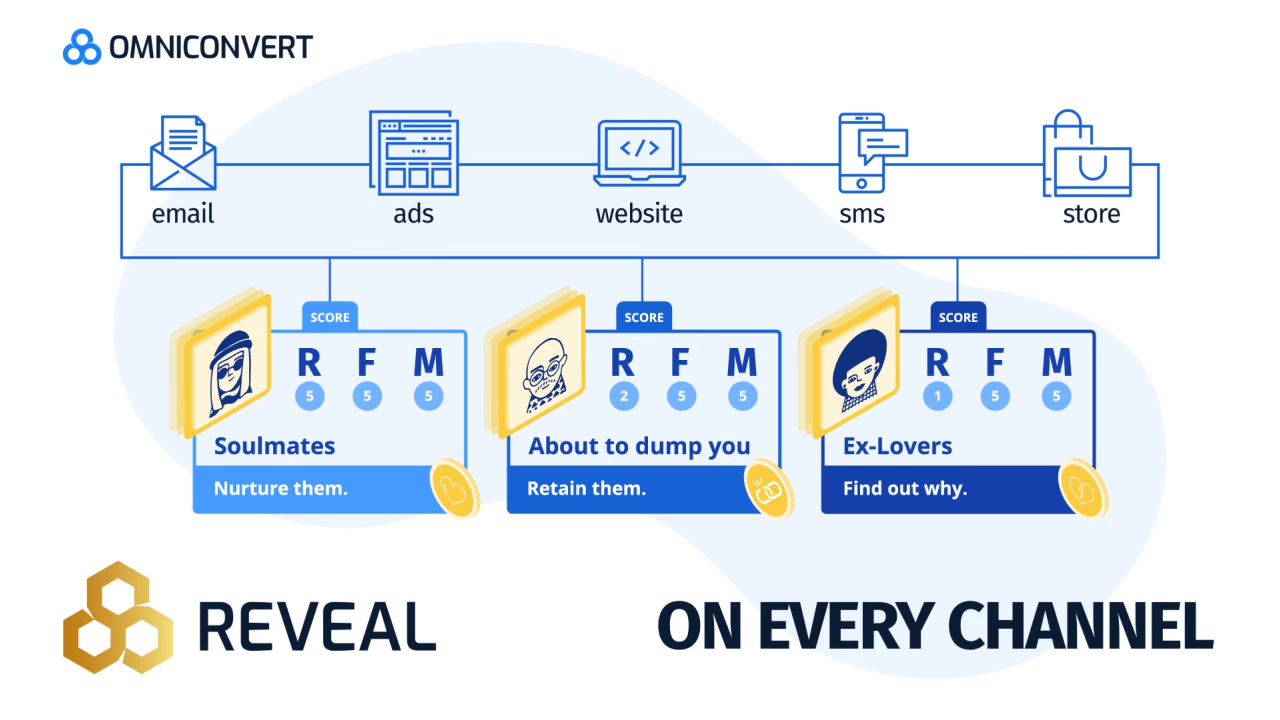 OMNICONVERT
email ads website sms store
SCORE SCORE SCORE
R F M R F M R F M
5 5 5 2 5 5 1 5 5
Soulmates About to dump you Ex-Lovers
Nurture them. Retain them. Find out why.
REVEAL ON EVERY CHANNEL